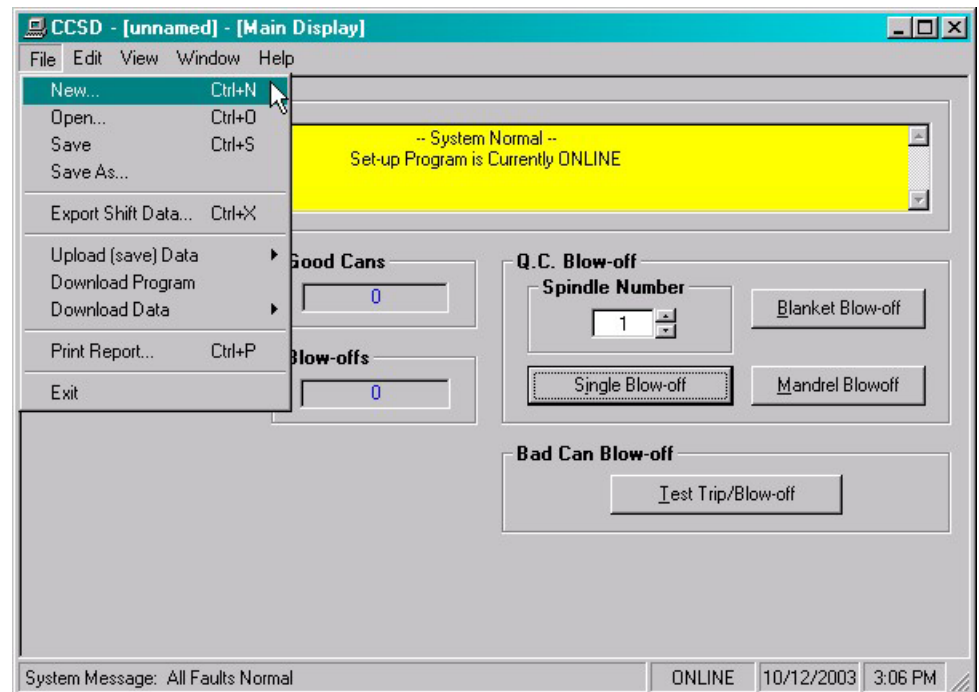 CCSD - [unnamed] - [Main Display]
File Edit View Window Help
New... Ctrl+N
Open... Ctrl+O
Save Ctrl+S
Save As...
Export Shift Data... Ctrl+X
Upload (save) Data
Download Program
Download Data
Print Report... Ctrl+P
Exit
-- System Normal --
Set-up Program is Currently ONLINE
Good Cans
0
Blow-offs
0
Q.C. Blow-off
Spindle Number
1
Blanket Blow-off
Single Blow-off
Mandrel Blowoff
Bad Can Blow-off
Test Trip/Blow-off
System Message: All Faults Normal
ONLINE
10/12/2003
3:06 PM